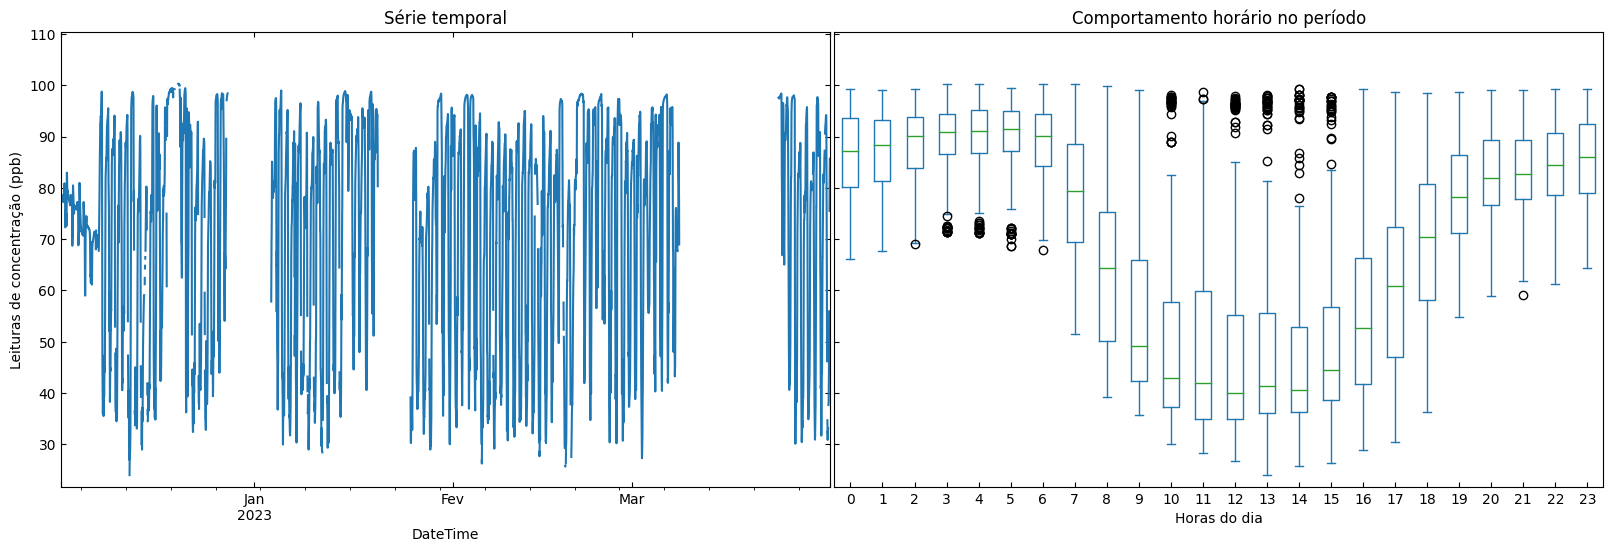 Série temporal
Leituras de concentração (ppb)
110
100
90
80
70
60
50
40
30
Jan
2023
Fev
Mar
DateTime
Comportamento horário no período
0 1 2 3 4 5 6 7 8 9 10 11 12 13 14 15 16 17 18 19 20 21 22 23
Horas do dia